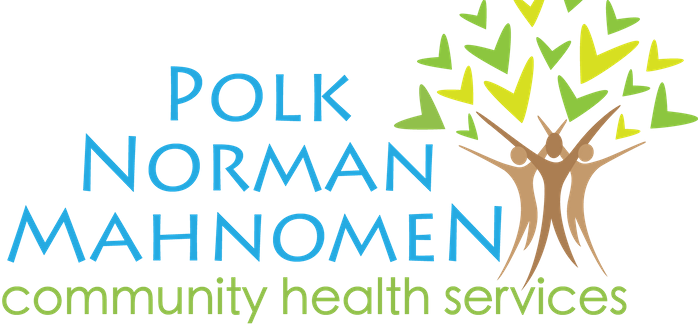 POLK
NORMAN
MAHNOMEN
community health services